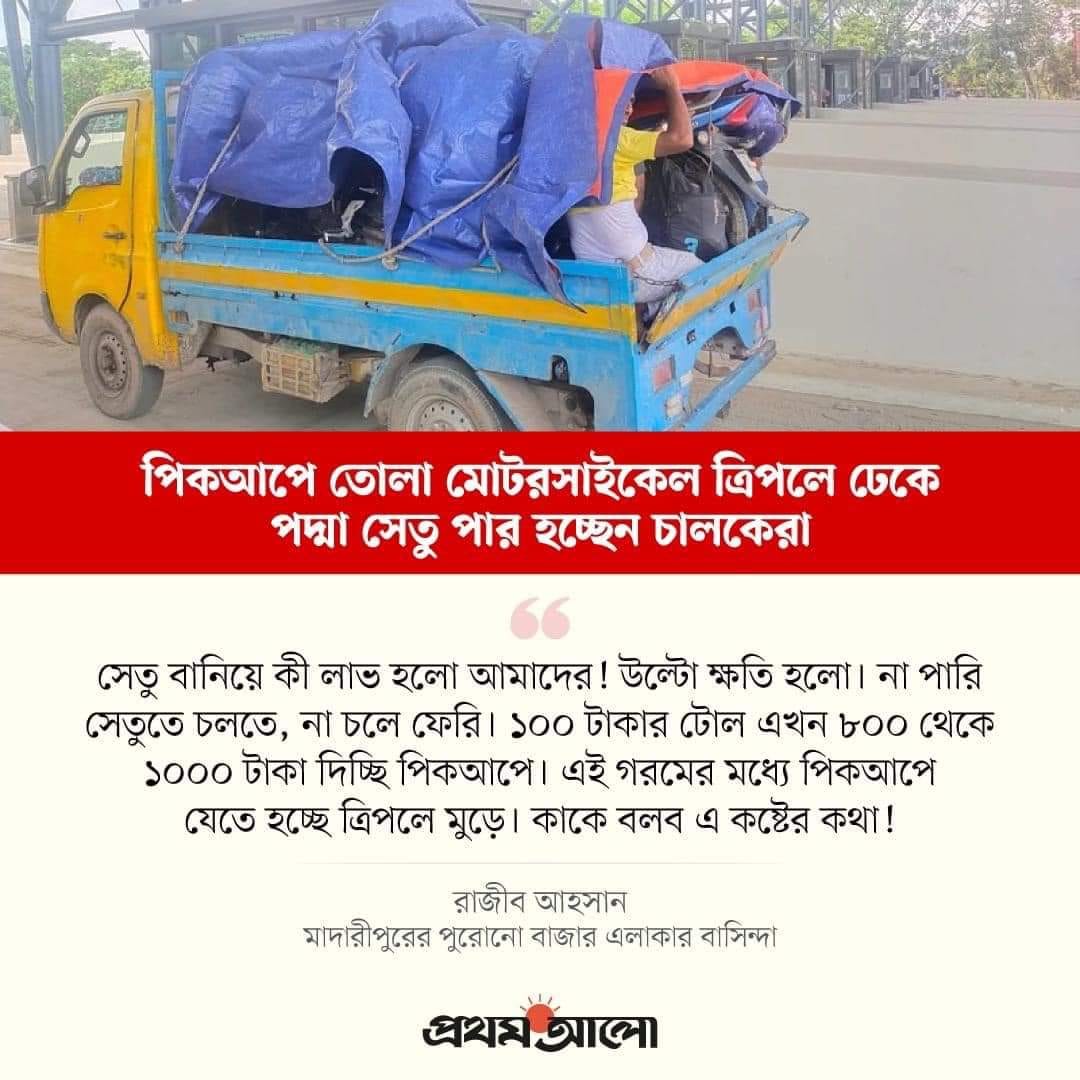 পিকআপে তোলা মোটরসাইকেল ত্রিপলে ঢেকে
পদ্মা সেতু পার হচ্ছেন চালকেরা
“
সেতু বানিয়ে কী লাভ হলো আমাদের! উল্টো ক্ষতি হলো। না পারি
সেতুতে চলতে, না চলে ফেরি। ১০০ টাকার টোল এখন ৮০০ থেকে
১০০০ টাকা দিচ্ছি পিকআপে। এই গরমের মধ্যে পিকআপে
যেতে হচ্ছে ত্রিপলে মুড়ে। কাকে বলব এ কষ্টের কথা!
রাজীব আহসান
মাদারীপুরের পুরোনো বাজার এলাকার বাসিন্দা
প্রথম আলো